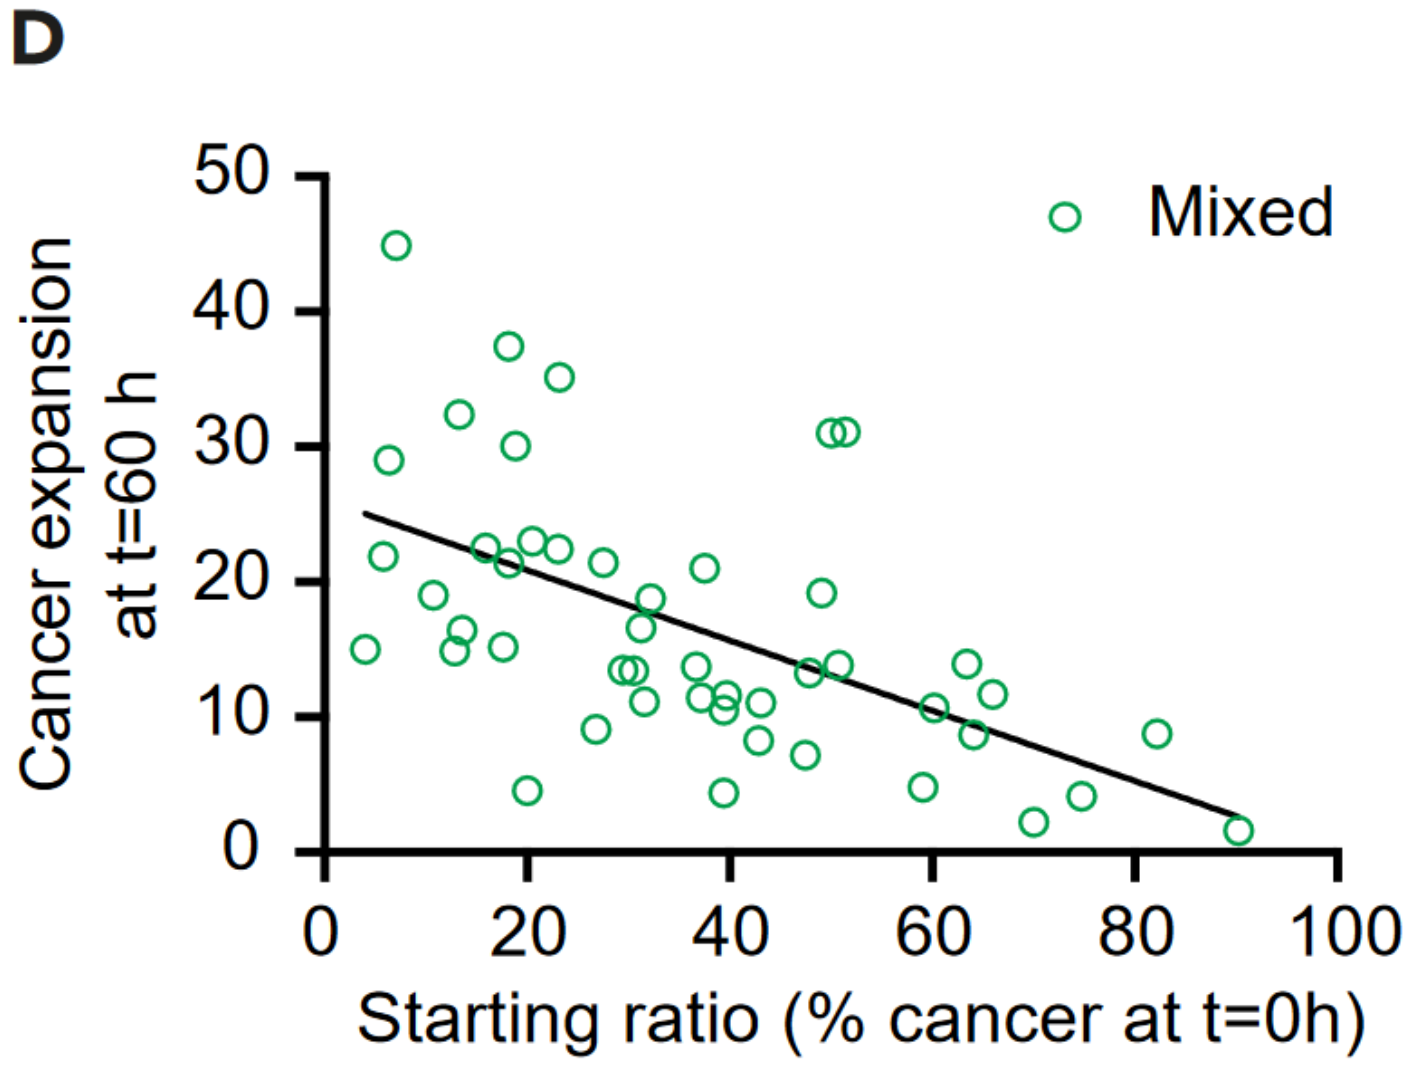 D
Mixed
50
40
30
20
10
0
Cancer expansion
at t=60 h
0 20 40 60 80 100
Starting ratio (% cancer at t=0h)